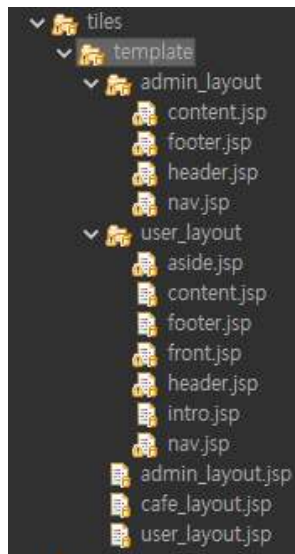 tiles
template
admin_layout
content.jsp
footer.jsp
header.jsp
nav.jsp
user_layout
aside.jsp
content.jsp
footer.jsp
front.jsp
header.jsp
intro.jsp
nav.jsp
admin_layout.jsp
cafe_layout.jsp
user_layout.jsp